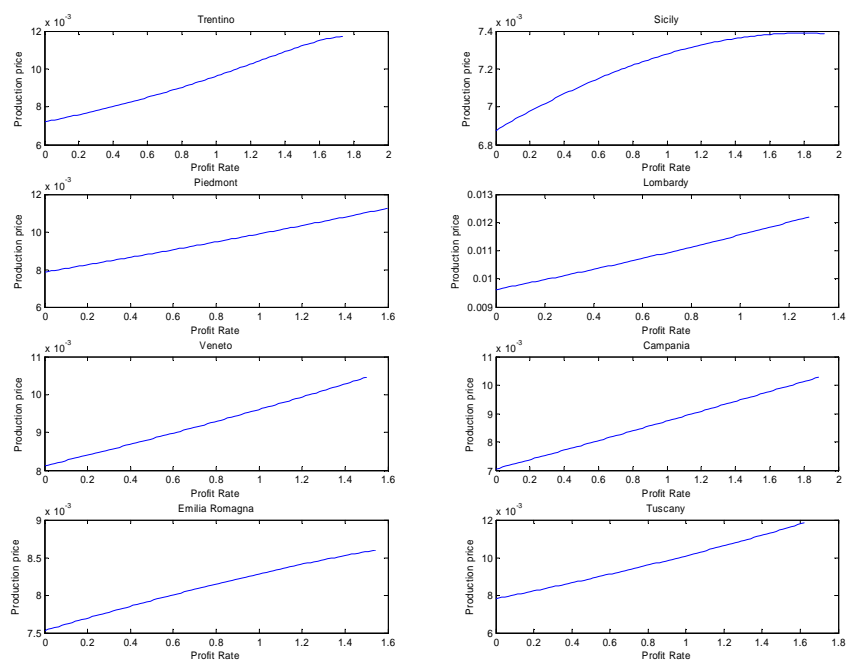 Trentino
x 10^-3
12
10
8
6
0 0.2 0.4 0.6 0.8 1 1.2 1.4 1.6 1.8 2
Production price
Profit Rate
Sicily
x 10^-3
7.4
7.2
7
6.8
0 0.2 0.4 0.6 0.8 1 1.2 1.4 1.6 1.8 2
Production price
Profit Rate
Piedmont
x 10^-3
12
10
8
6
0 0.2 0.4 0.6 0.8 1 1.2 1.4 1.6
Production price
Profit Rate
Lombardy
0.013
0.012
0.011
0.01
0.009
0 0.2 0.4 0.6 0.8 1 1.2 1.4
Production price
Profit Rate
Veneto
x 10^-3
11
10
9
8
0 0.2 0.4 0.6 0.8 1 1.2 1.4 1.6
Production price
Profit Rate
Campania
x 10^-3
11
10
9
8
7
0 0.2 0.4 0.6 0.8 1 1.2 1.4 1.6 1.8 2
Production price
Profit Rate
Emilia Romagna
x 10^-3
9
8.5
8
7.5
0 0.2 0.4 0.6 0.8 1 1.2 1.4 1.6
Production price
Profit Rate
Tuscany
x 10^-3
12
10
8
6
0 0.2 0.4 0.6 0.8 1 1.2 1.4 1.6 1.8
Production price
Profit Rate